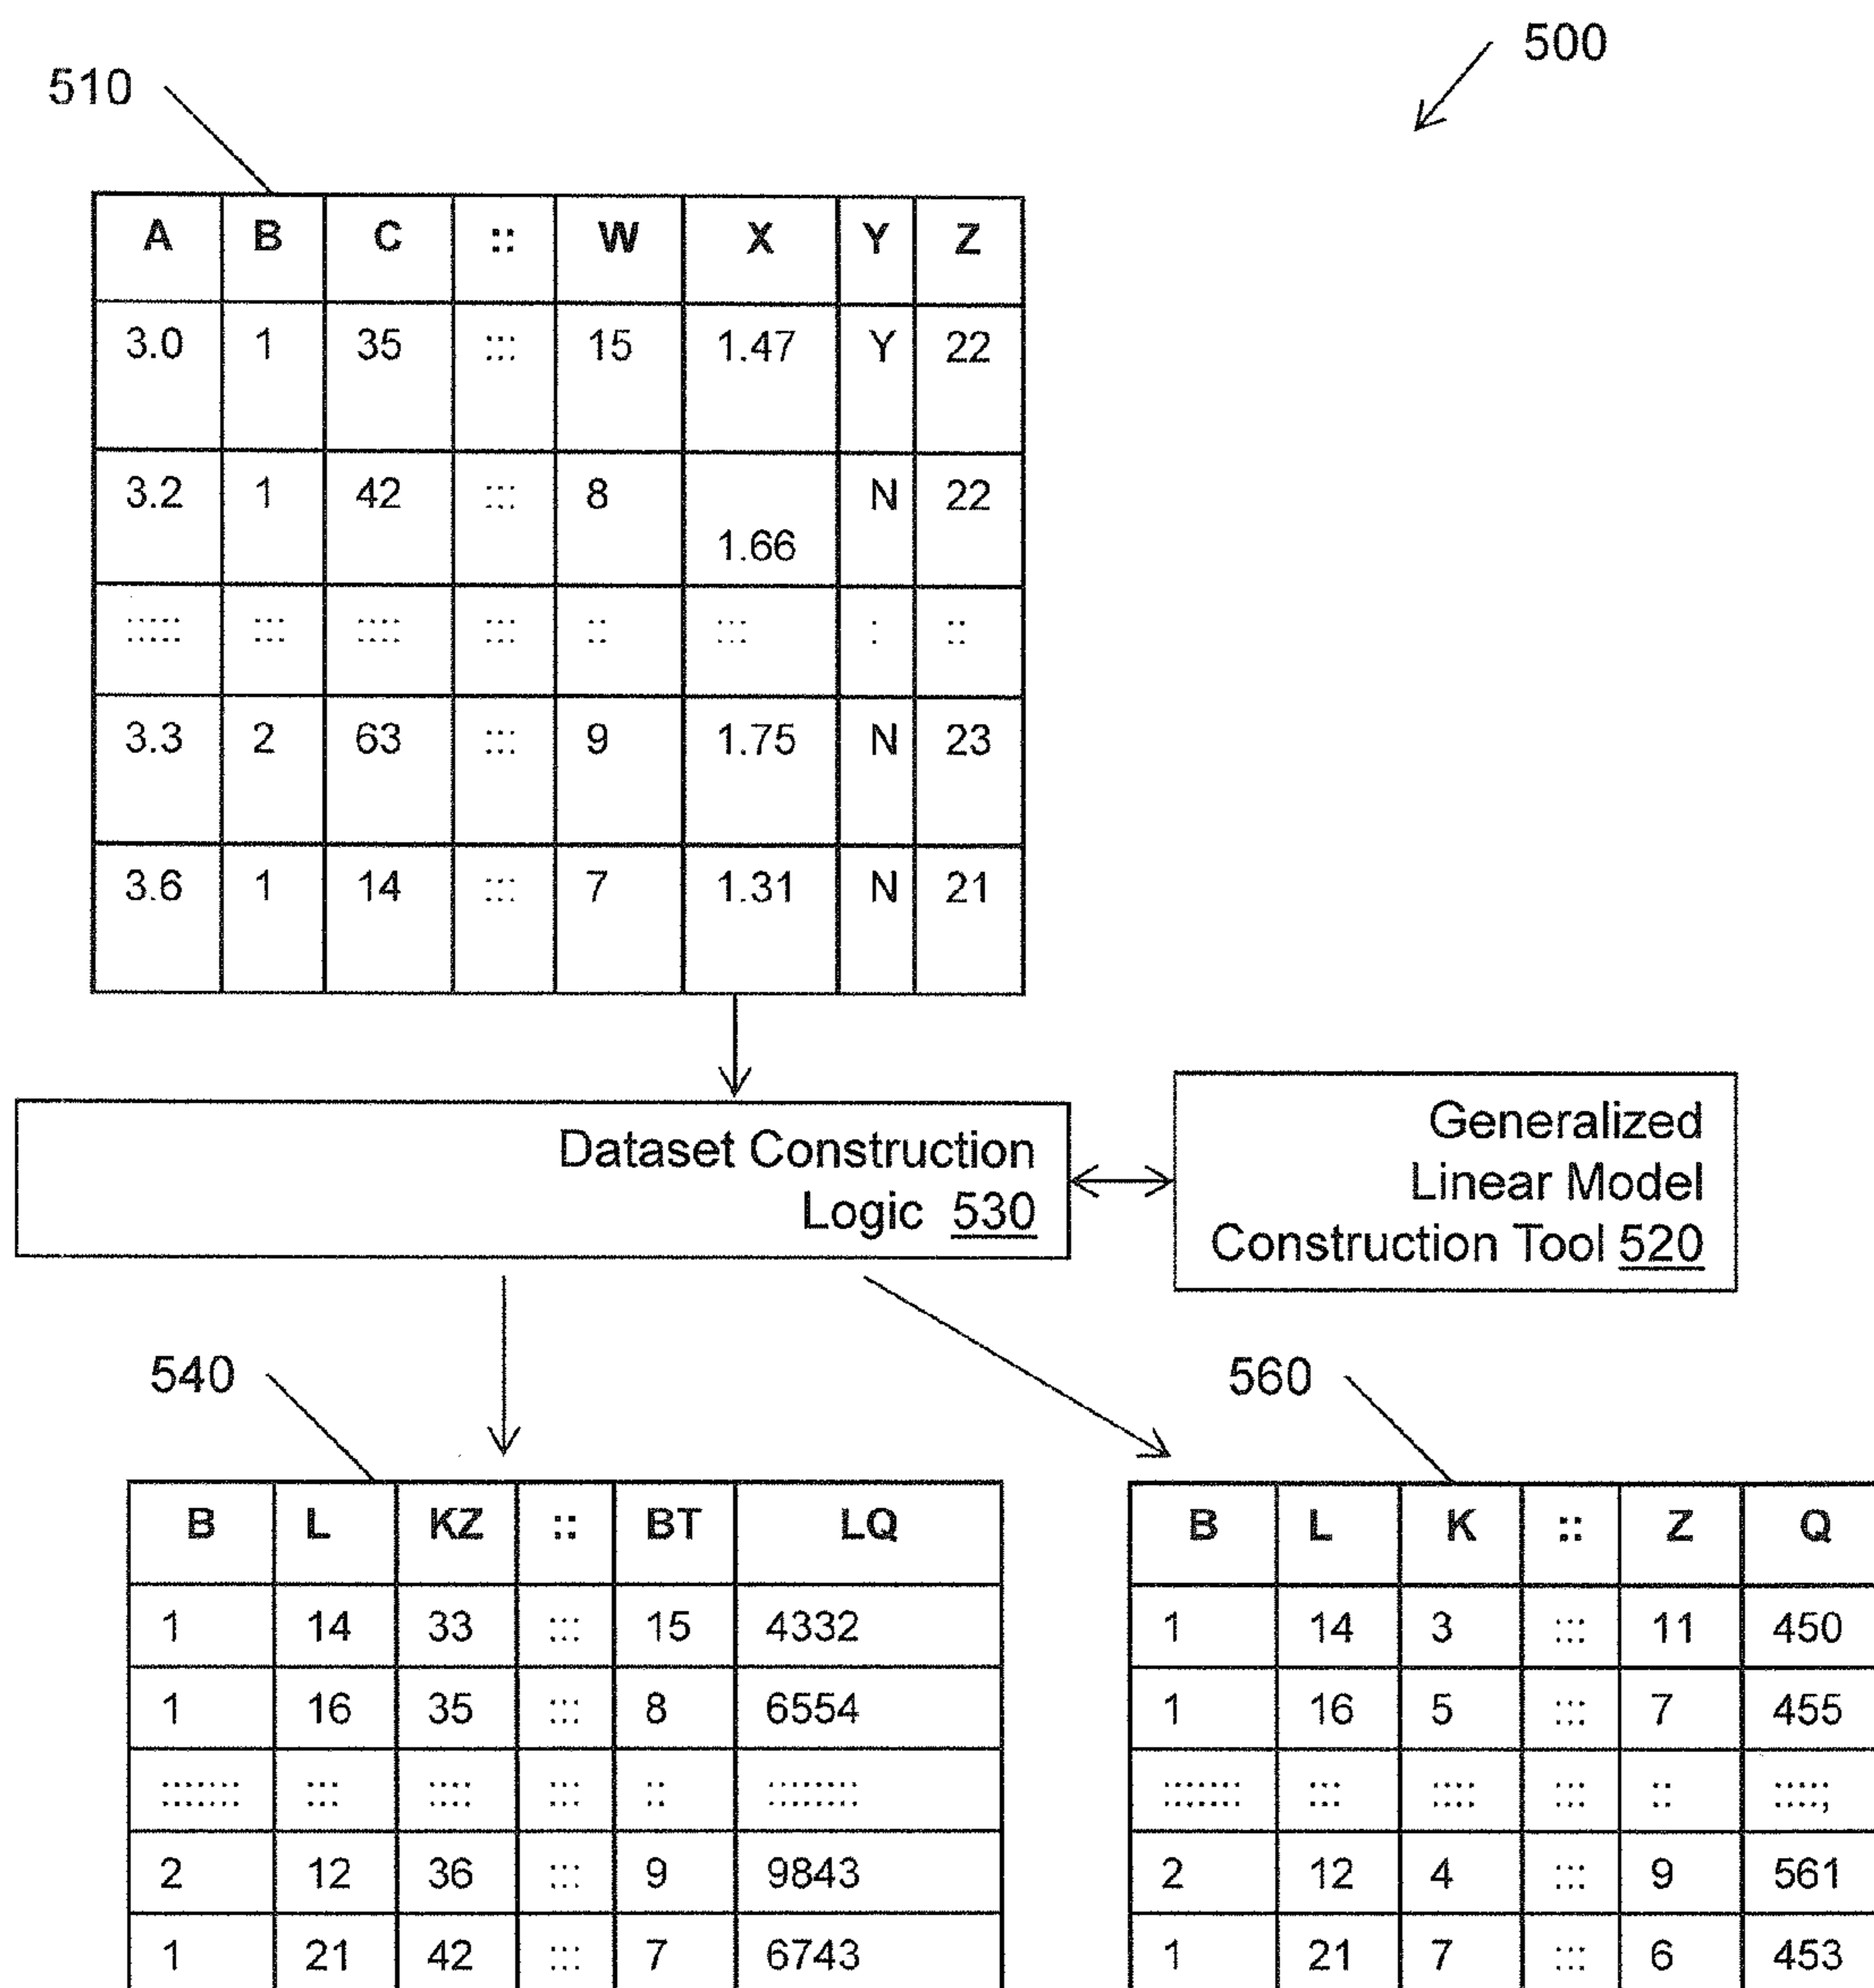 500
510
A B C :: W X Y Z
3.0 1 35 ::: 15 1.47 Y 22
3.2 1 42 ::: 8 1.66 N 22
::::: ::: :::: ::: :: ::: : ::
3.3 2 63 ::: 9 1.75 N 23
3.6 1 14 ::: 7 1.31 N 21
Dataset Construction
Logic 530
Generalized
Linear Model
Construction Tool 520
540
B L KZ :: BT LQ
1 14 33 ::: 15 4332
1 16 35 ::: 8 6554
::::::: ::: :::: ::: :: ::::::::
2 12 36 ::: 9 9843
1 21 42 ::: 7 6743
560
B L K :: Z Q
1 14 3 ::: 11 450
1 16 5 ::: 7 455
::::::: ::: :::: ::: :: ::::;
2 12 4 ::: 9 561
1 21 7 ::: 6 453